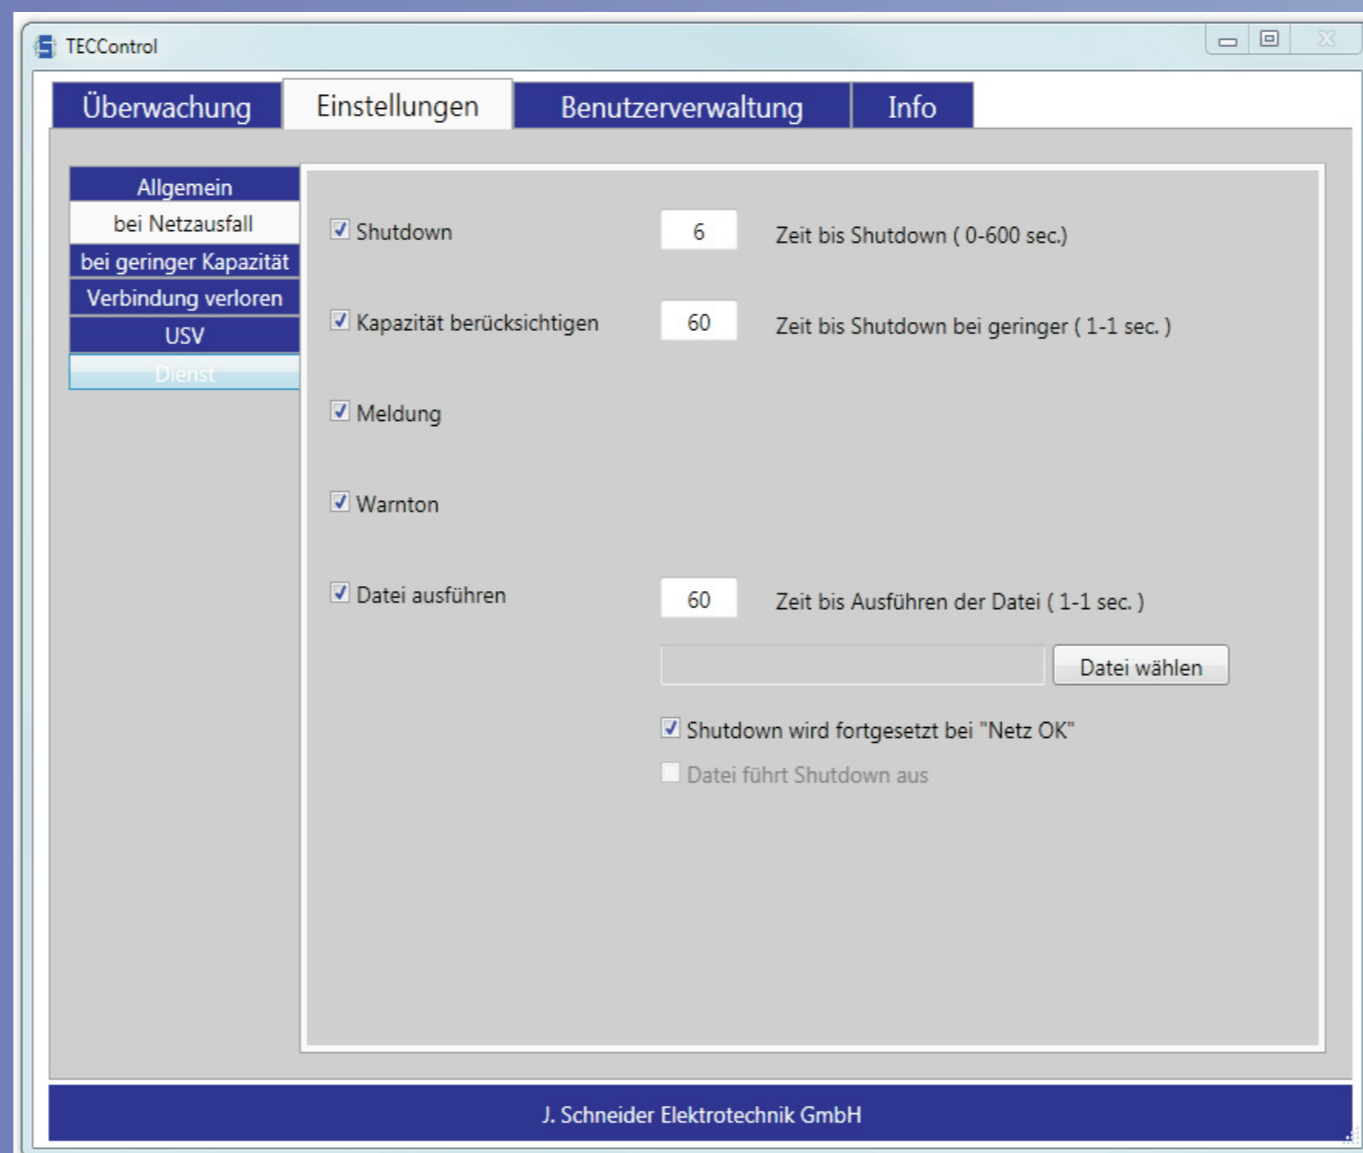 TECControl
Überwachung Einstellungen Benutzerverwaltung Info
Allgemein
bei Netzausfall
bei geringer Kapazität
Verbindung verloren
USV
Dienst
Shutdown 6 Zeit bis Shutdown ( 0-600 sec.)
Kapazität berücksichtigen 60 Zeit bis Shutdown bei geringer ( 1-1 sec. )
Meldung
Warnton
Datei ausführen 60 Zeit bis Ausführen der Datei ( 1-1 sec. )
Datei wählen
Shutdown wird fortgesetzt bei "Netz OK"
Datei führt Shutdown aus
J. Schneider Elektrotechnik GmbH